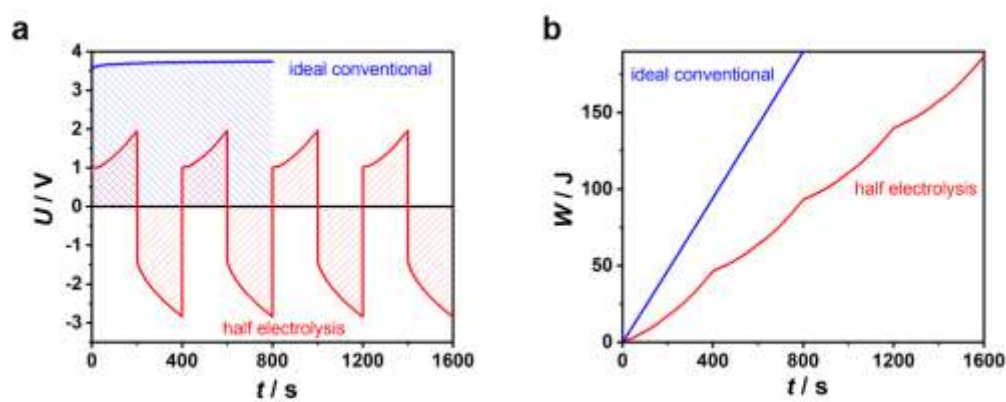 a
4
3
2
1
0
-1
-2
-3
U / V
ideal conventional
half electrolysis
0
400
800
1200
1600
t / s
b
150
100
50
0
W / J
ideal conventional
half electrolysis
0
400
800
1200
1600
t / s